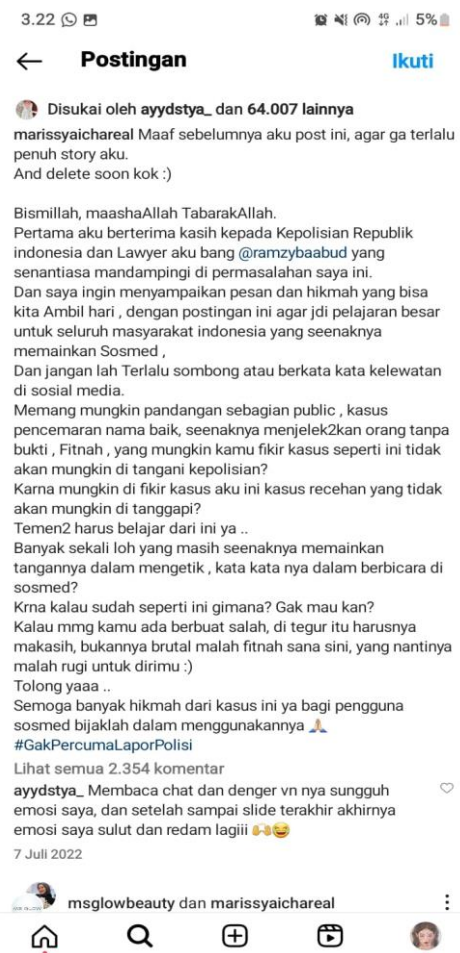 3.22
4G
5%
Postingan
Ikuti
Disukai oleh ayydstya_ dan 64.007 lainnya
marissyaichareal Maaf sebelumnya aku post ini, agar ga terlalu
penuh story aku.
And delete soon kok :)
Bismillah, maashaAllah TabarakAllah.
Pertama aku berterima kasih kepada Kepolisian Republik
indonesia dan Lawyer aku bang @ramzybaabud yang
senantiasa mandampingi di permasalahan saya ini.
Dan saya ingin menyampaikan pesan dan hikmah yang bisa
kita Ambil hari , dengan postingan ini agar jdi pelajaran besar
untuk seluruh masyarakat indonesia yang seenaknya
memainkan Sosmed ,
Dan jangan lah Terlalu sombong atau berkata kata kelewatan
di sosial media.
Memang mungkin pandangan sebagian public , kasus
pencemaran nama baik, seenaknya menjelek2kan orang tanpa
bukti , Fitnah , yang mungkin kamu fikir kasus seperti ini tidak
akan mungkin di tangani kepolisian?
Karna mungkin di fikir kasus aku ini kasus recehan yang tidak
akan mungkin di tanggapi?
Temen2 harus belajar dari ini ya ..
Banyak sekali loh yang masih seenaknya memainkan
tangannya dalam mengetik , kata kata nya dalam berbicara di
sosmed?
Krna kalau sudah seperti ini gimana? Gak mau kan?
Kalau mmg kamu ada berbuat salah, di tegur itu harusnya
makasih, bukannya brutal malah fitnah sana sini, yang nantinya
malah rugi untuk dirimu :)
Tolong yaaa ..
Semoga banyak hikmah dari kasus ini ya bagi pengguna
sosmed bijaklah dalam menggunakannya 🙏🏼
#GakPercumaLaporPolisi
Lihat semua 2.354 komentar
ayydstya_ Membaca chat dan denger vn nya sungguh
emosi saya, dan setelah sampai slide terakhir akhirnya
emosi saya sulut dan redam lagiii 🙌🏼😂
7 Juli 2022
msglowbeauty dan marissyaichareal